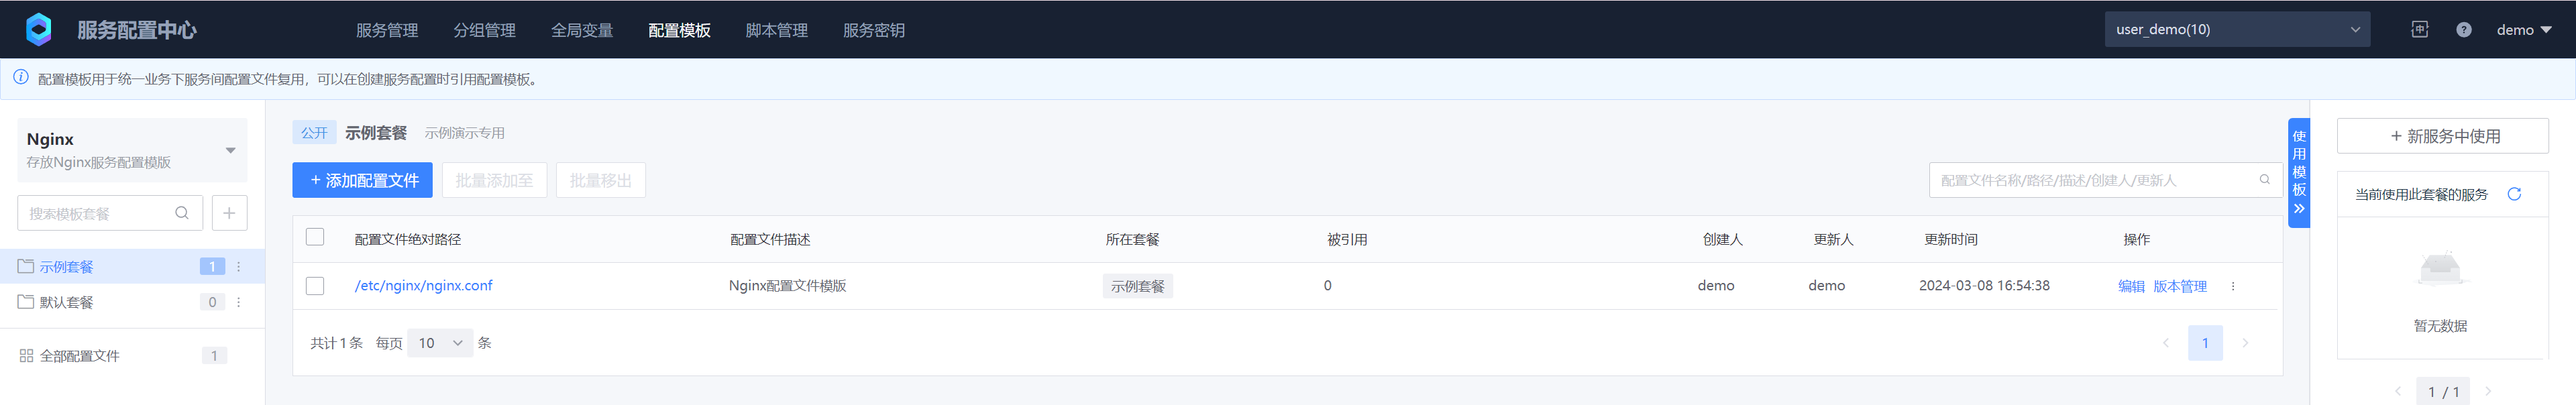 服务配置中心 服务管理 分组管理 全局变量 配置模板 脚本管理 服务密钥 user_demo(10) 中 ? demo
配置模板用于统一业务下服务间配置文件复用，可以在创建服务配置时引用配置模板。
Nginx
存放Nginx服务配置模版
搜索模板套餐
示例套餐 1
默认套餐 0
全部配置文件 1
公开 示例套餐 示例演示专用
+ 添加配置文件 批量添加至 批量移出 配置文件名称/路径/描述/创建人/更新人
配置文件绝对路径 配置文件描述 所在套餐 被引用 创建人 更新人 更新时间 操作
/etc/nginx/nginx.conf Nginx配置文件模版 示例套餐 0 demo demo 2024-03-08 16:54:38 编辑 版本管理
共计 1 条 每页 10 条 1
使用模板
+ 新服务中使用
当前使用此套餐的服务
暂无数据
1 / 1